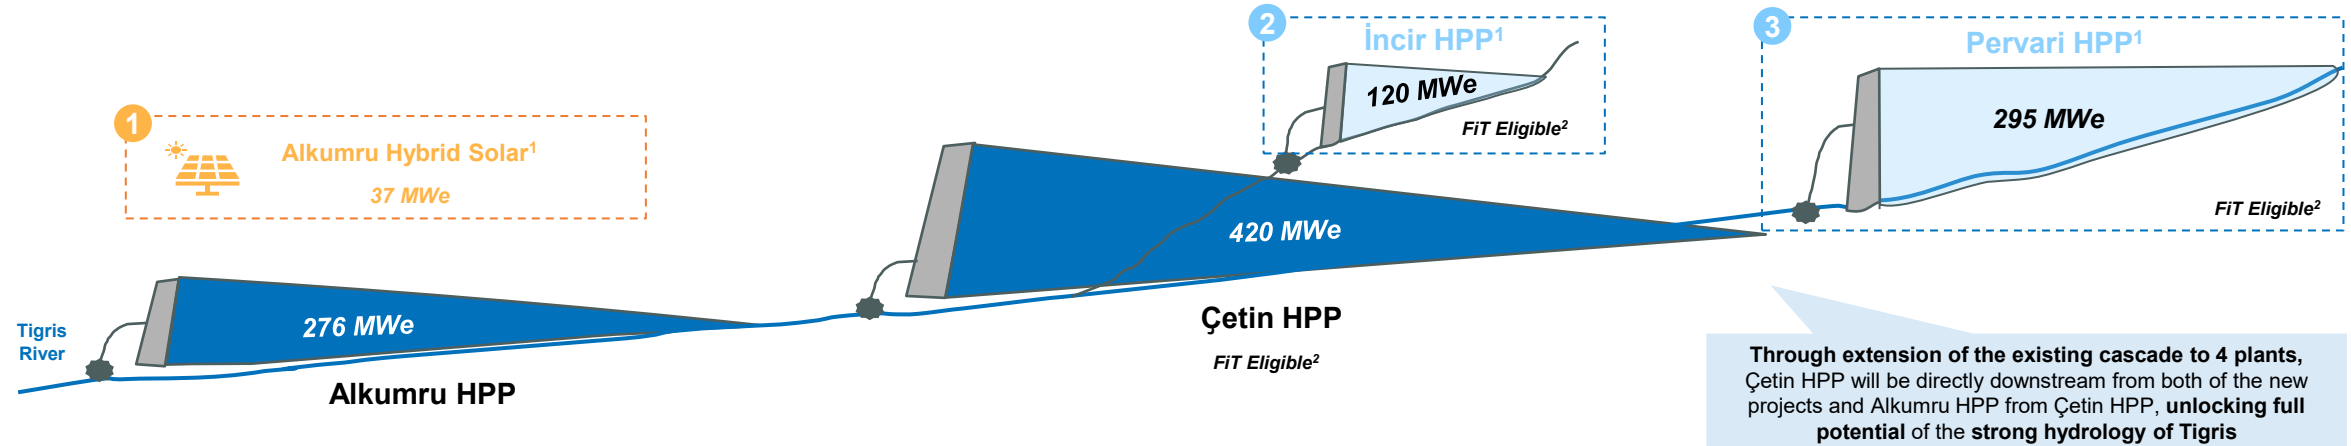 1
Alkumru Hybrid Solar¹
37 MWe
2
İncir HPP¹
120 MWe
FiT Eligible²
3
Pervari HPP¹
295 MWe
FiT Eligible²
Tigris
River
276 MWe
Alkumru HPP
420 MWe
Çetin HPP
FiT Eligible²
Through extension of the existing cascade to 4 plants,
Çetin HPP will be directly downstream from both of the new
projects and Alkumru HPP from Çetin HPP, unlocking full
potential of the strong hydrology of Tigris